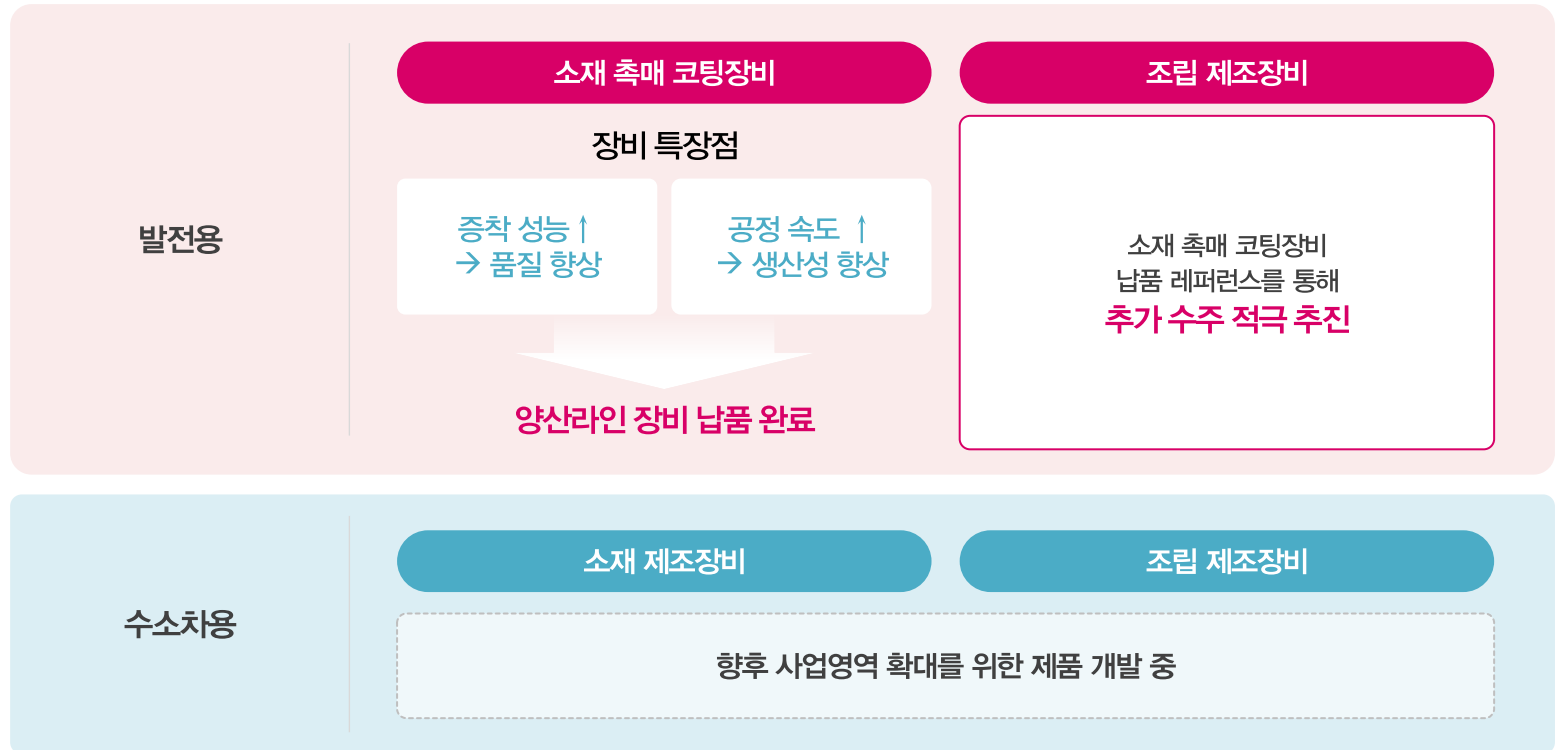 발전용
소재 촉매 코팅장비
장비 특장점
증착 성능 ↑
→ 품질 향상
공정 속도 ↑
→ 생산성 향상
양산라인 장비 납품 완료
조립 제조장비
소재 촉매 코팅장비
납품 레퍼런스를 통해
추가 수주 적극 추진
수소차용
소재 제조장비
조립 제조장비
향후 사업영역 확대를 위한 제품 개발 중